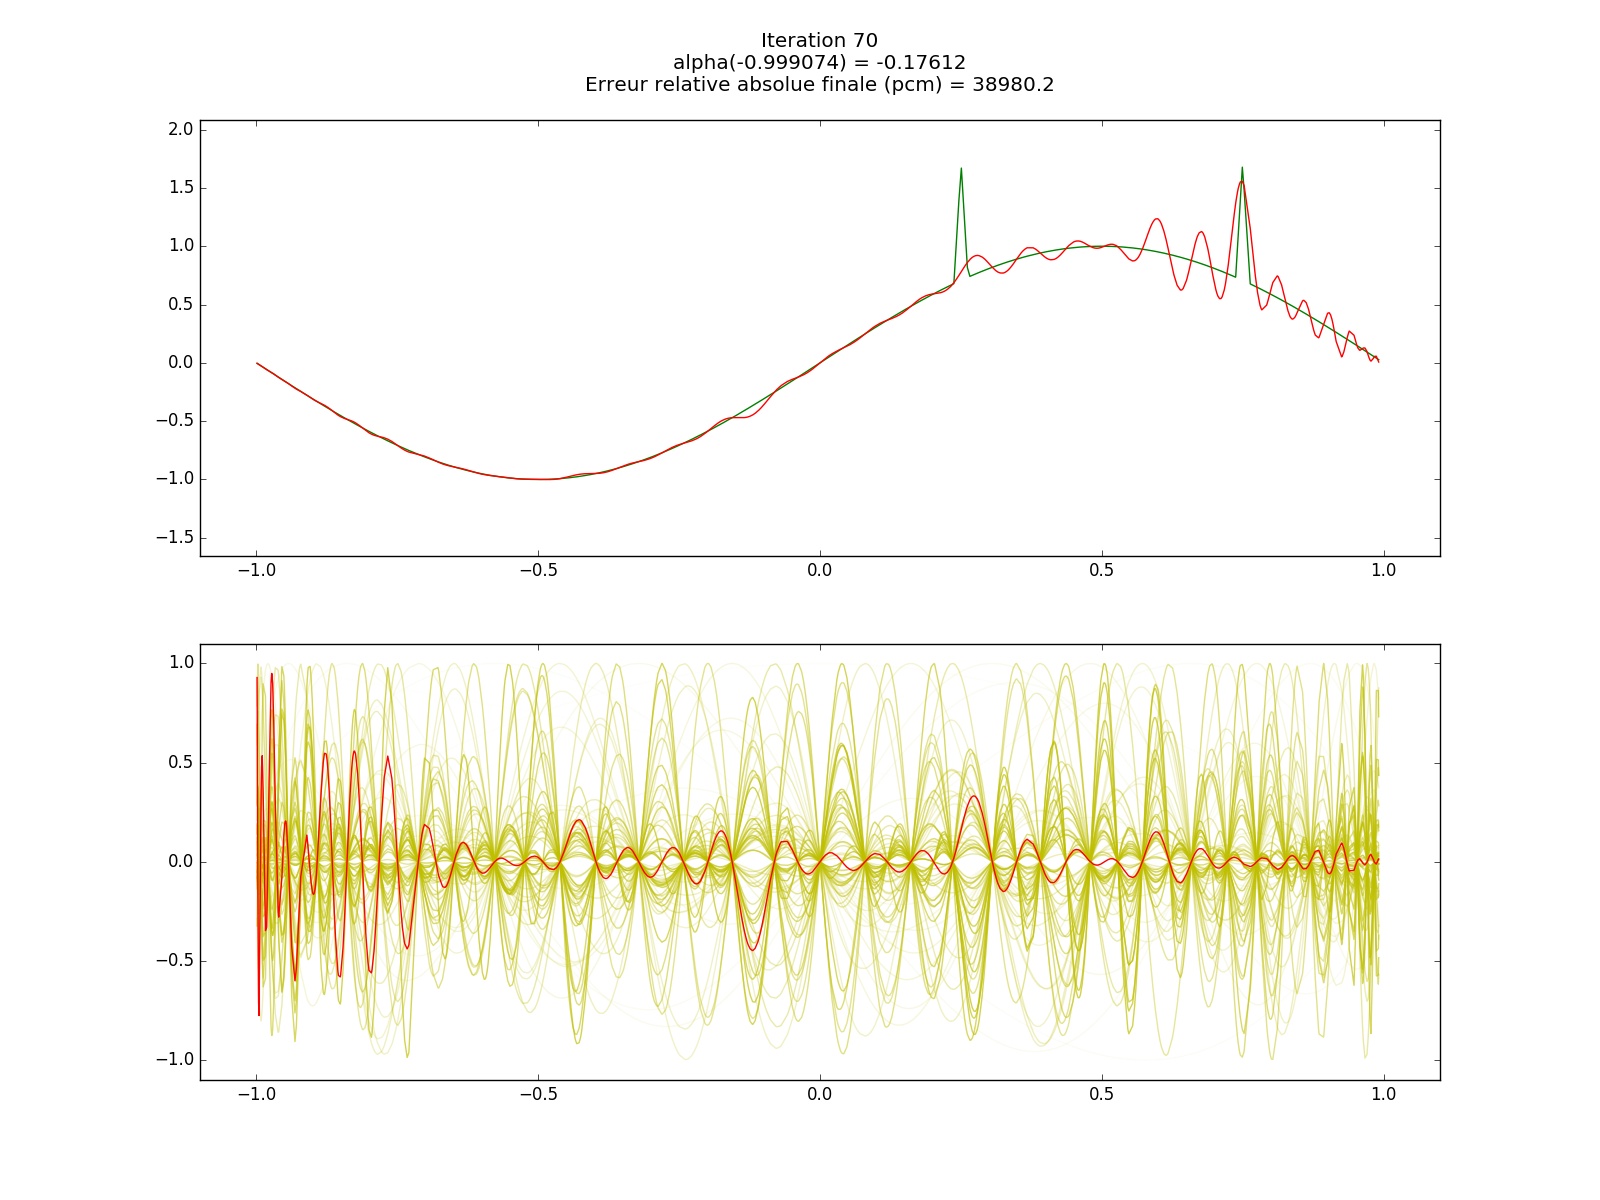 Iteration 70
alpha(-0.999074) = -0.17612
Erreur relative absolue finale (pcm) = 38980.2
2.0
1.5
1.0
0.5
0.0
−0.5
−1.0
−1.5
−1.0 −0.5 0.0 0.5 1.0
1.0
0.5
0.0
−0.5
−1.0
−1.0 −0.5 0.0 0.5 1.0